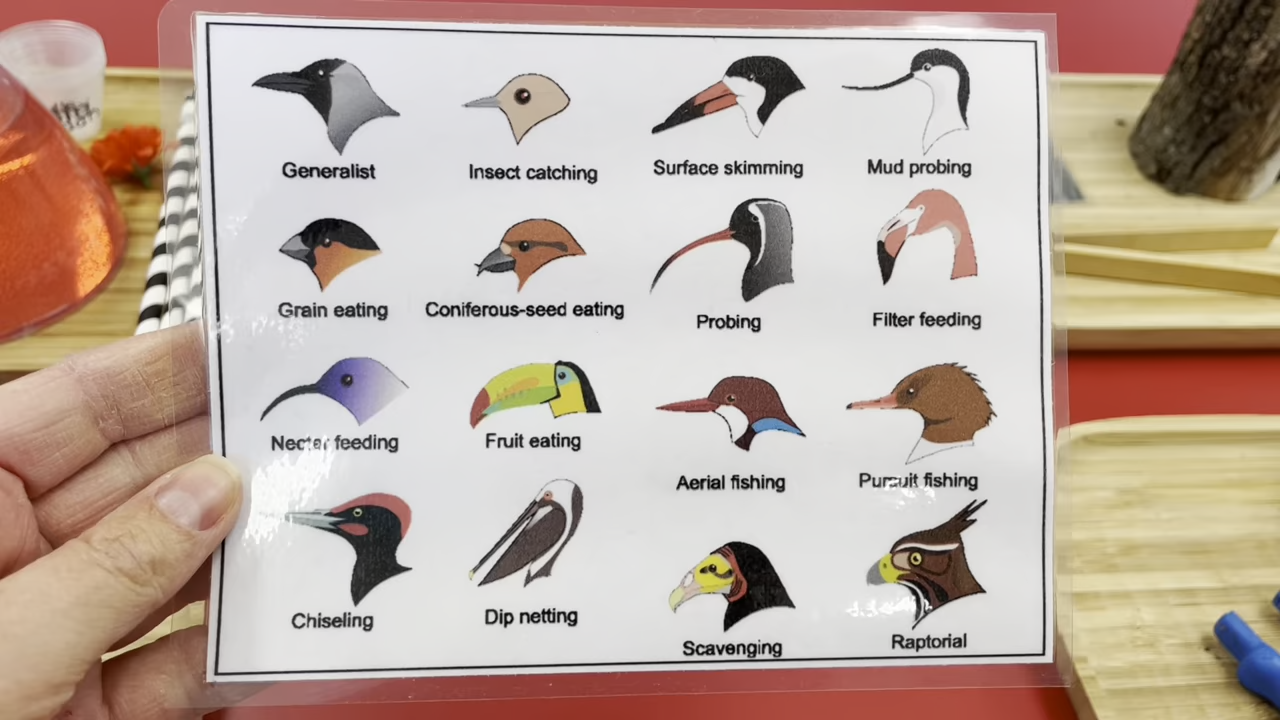 Generalist
Insect catching
Surface skimming
Mud probing
Grain eating
Coniferous-seed eating
Probing
Filter feeding
Nectar feeding
Fruit eating
Aerial fishing
Pursuit fishing
Chiseling
Dip netting
Scavenging
Raptorial